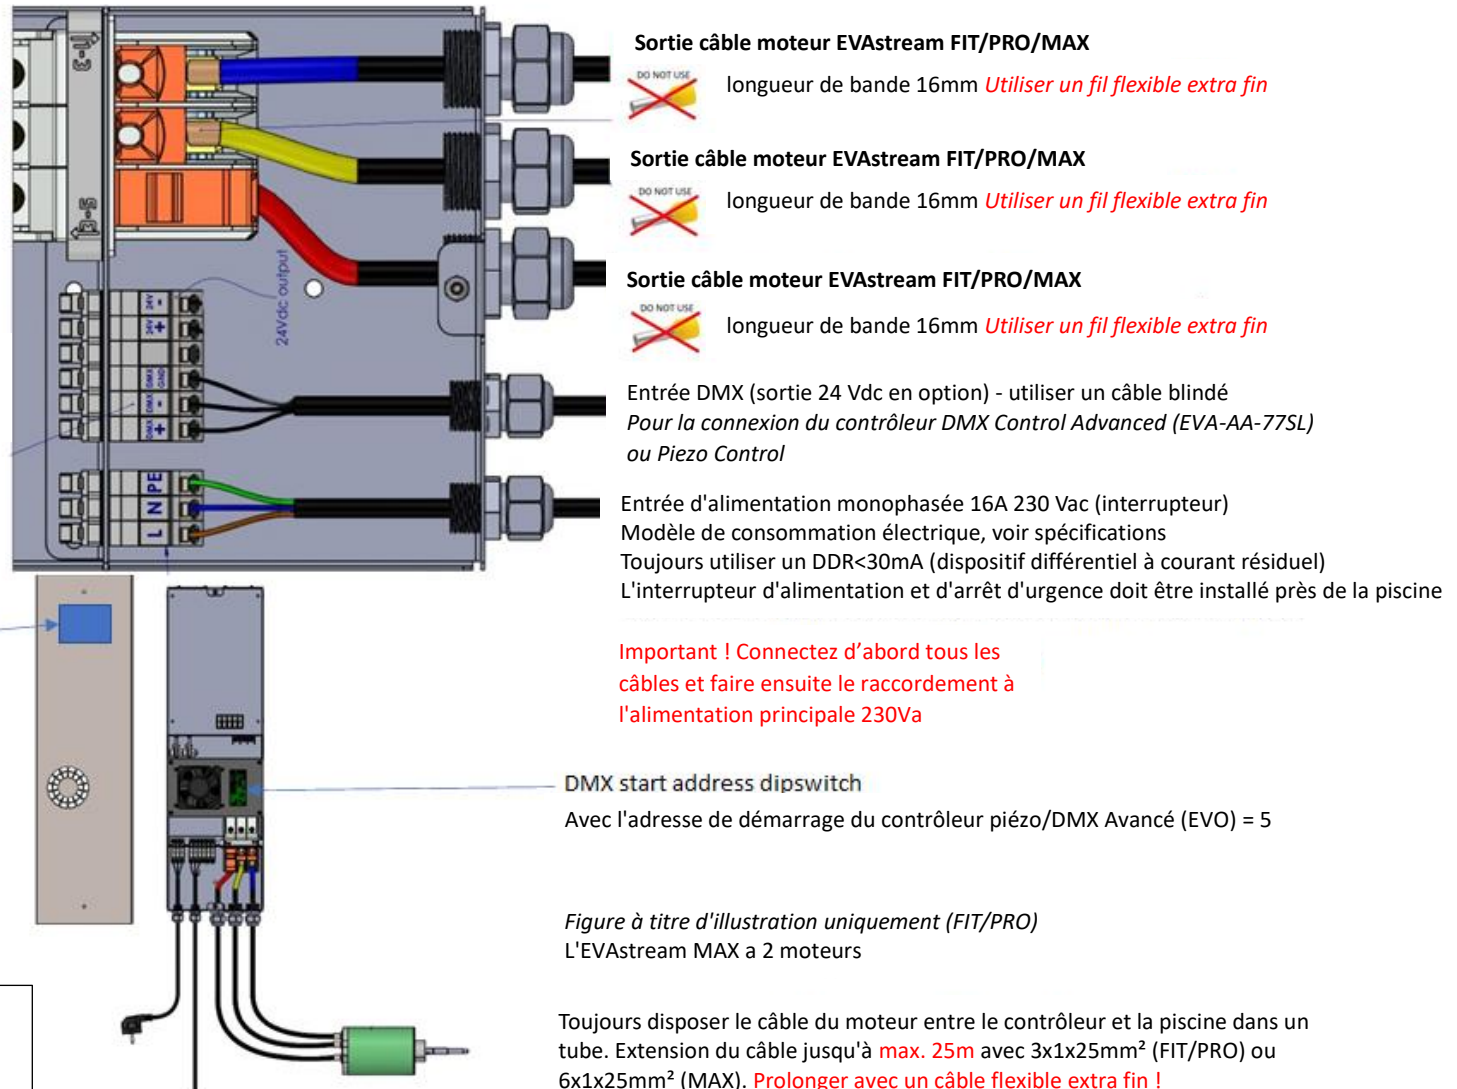 Sortie câble moteur EVAstream FIT/PRO/MAX
DO NOT USE
longueur de bande 16mm Utiliser un fil flexible extra fin
Sortie câble moteur EVAstream FIT/PRO/MAX
DO NOT USE
longueur de bande 16mm Utiliser un fil flexible extra fin
Sortie câble moteur EVAstream FIT/PRO/MAX
DO NOT USE
longueur de bande 16mm Utiliser un fil flexible extra fin
24Vdc output
24V -
24V +
DMX GND
DMX -
DMX +
PE
N
L
Entrée DMX (sortie 24 Vdc en option) - utiliser un câble blindé
Pour la connexion du contrôleur DMX Control Advanced (EVA-AA-77SL)
ou Piezo Control
Entrée d'alimentation monophasée 16A 230 Vac (interrupteur)
Modèle de consommation électrique, voir spécifications
Toujours utiliser un DDR<30mA (dispositif différentiel à courant résiduel)
L'interrupteur d'alimentation et d'arrêt d'urgence doit être installé près de la piscine
Important ! Connectez d’abord tous les
câbles et faire ensuite le raccordement à
l'alimentation principale 230Va
DMX start address dipswitch
Avec l'adresse de démarrage du contrôleur piézo/DMX Avancé (EVO) = 5
Figure à titre d'illustration uniquement (FIT/PRO)
L'EVAstream MAX a 2 moteurs
Toujours disposer le câble du moteur entre le contrôleur et la piscine dans un
tube. Extension du câble jusqu'à max. 25m avec 3x1x25mm² (FIT/PRO) ou
6x1x25mm² (MAX). Prolonger avec un câble flexible extra fin !